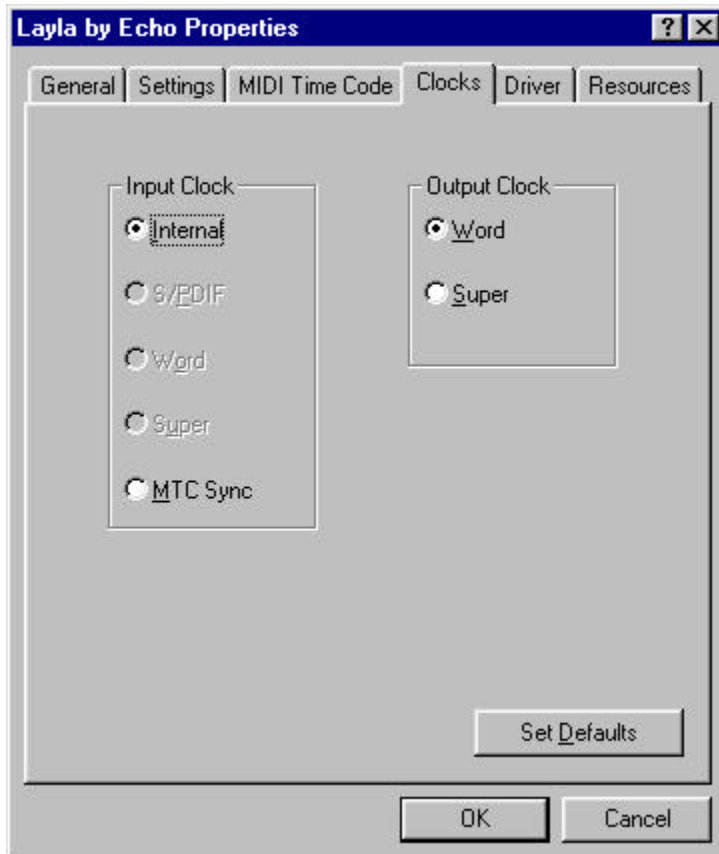 Layla by Echo Properties
General Settings MIDI Time Code Clocks Driver Resources
Input Clock
Internal
S/PDIF
Word
Super
MTC Sync
Output Clock
Word
Super
Set Defaults
OK Cancel